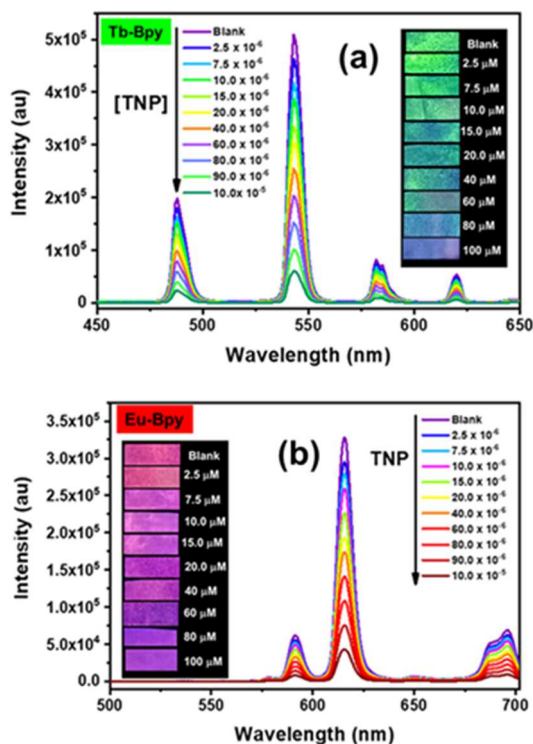 Tb-Bpy
[TNP]
Blank
2.5 x 10⁻⁶
7.5 x 10⁻⁶
10.0 x 10⁻⁶
15.0 x 10⁻⁶
20.0 x 10⁻⁶
40.0 x 10⁻⁶
60.0 x 10⁻⁶
80.0 x 10⁻⁶
90.0 x 10⁻⁶
10.0x 10⁻⁵
(a)
Blank
2.5 μM
7.5 μM
10.0 μM
15.0 μM
20.0 μM
40 μM
60 μM
80 μM
100 μM
Intensity (au)
5x10⁵
4x10⁵
3x10⁵
2x10⁵
1x10⁵
0
450 500 550 600 650
Wavelength (nm)
Eu-Bpy
Blank
2.5 μM
7.5 μM
10.0 μM
15.0 μM
20.0 μM
40 μM
60 μM
80 μM
100 μM
(b)
TNP
Blank
2.5 x 10⁻⁶
7.5 x 10⁻⁶
10.0 x 10⁻⁶
15.0 x 10⁻⁶
20.0 x 10⁻⁶
40.0 x 10⁻⁶
60.0 x 10⁻⁶
80.0 x 10⁻⁶
90.0 x 10⁻⁶
10.0 x 10⁻⁵
Intensity (au)
3.5x10⁵
3.0x10⁵
2.5x10⁵
2.0x10⁵
1.5x10⁵
1.0x10⁵
5.0x10⁴
0.0
500 550 600 650 700
Wavelength (nm)